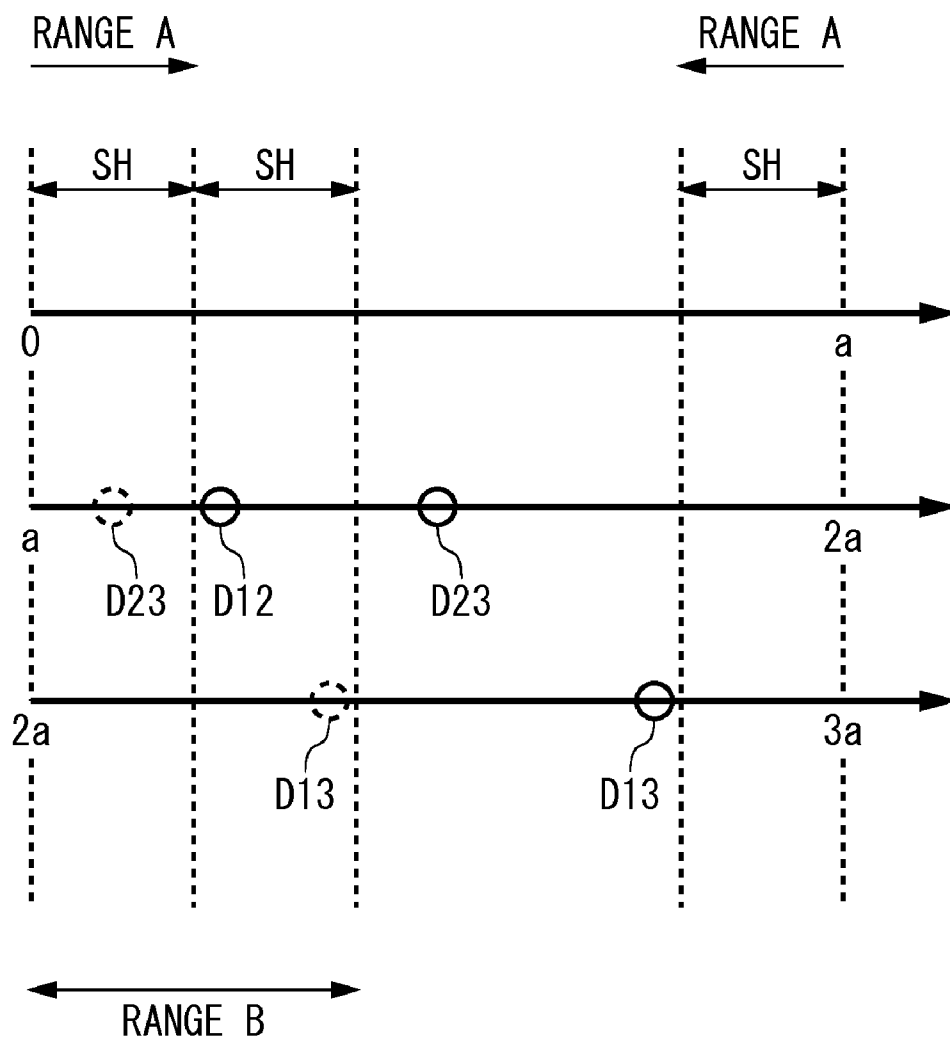 RANGE A RANGE A
SH SH SH
0 a
a 2a
D23 D12 D23
2a 3a
D13 D13
RANGE B